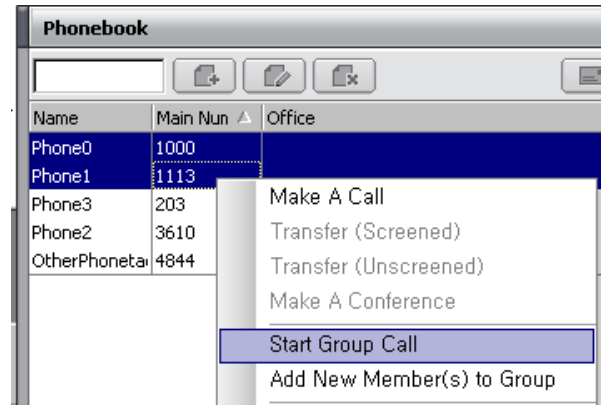 Phonebook
Name Main Nun Office
Phone0 1000
Phone1 1113
Phone3 203
Phone2 3610
OtherPhoneta 4844
Make A Call
Transfer (Screened)
Transfer (Unscreened)
Make A Conference
Start Group Call
Add New Member(s) to Group